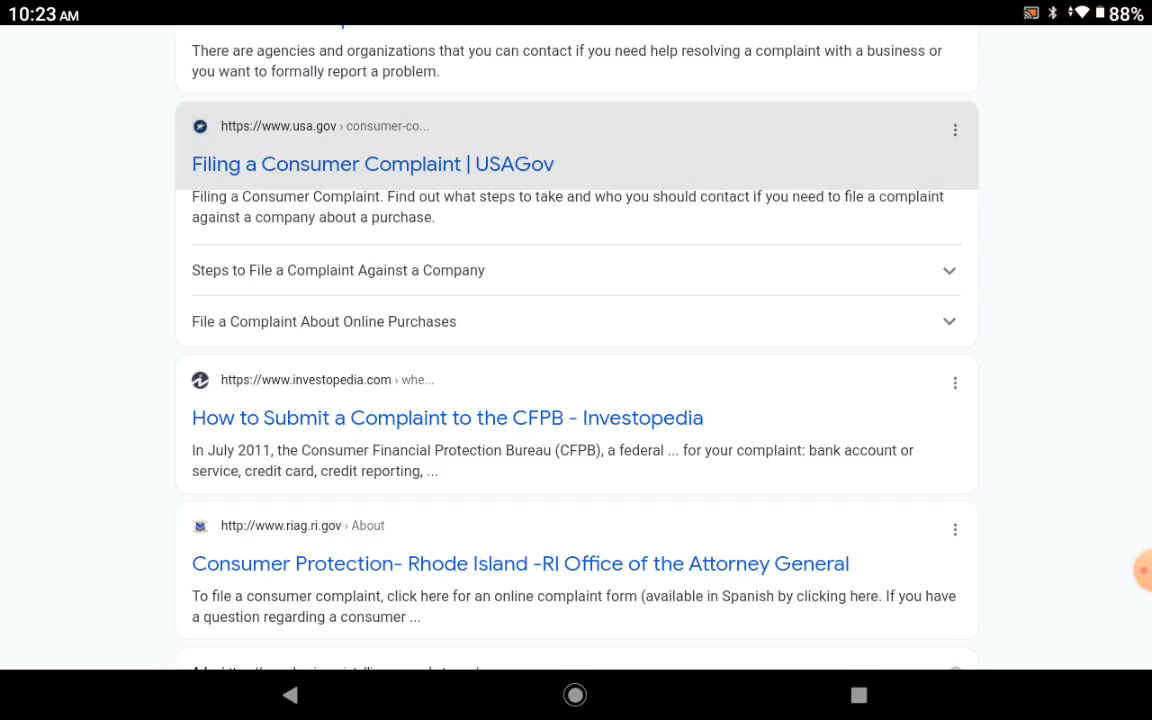 10:23 AM
88%
There are agencies and organizations that you can contact if you need help resolving a complaint with a business or
you want to formally report a problem.
https://www.usa.gov › consumer-co...
Filing a Consumer Complaint | USAGov
Filing a Consumer Complaint. Find out what steps to take and who you should contact if you need to file a complaint
against a company about a purchase.
Steps to File a Complaint Against a Company
File a Complaint About Online Purchases
https://www.investopedia.com › whe...
How to Submit a Complaint to the CFPB - Investopedia
In July 2011, the Consumer Financial Protection Bureau (CFPB), a federal ... for your complaint: bank account or
service, credit card, credit reporting, ...
http://www.riag.ri.gov › About
Consumer Protection- Rhode Island -RI Office of the Attorney General
To file a consumer complaint, click here for an online complaint form (available in Spanish by clicking here. If you have
a question regarding a consumer ...